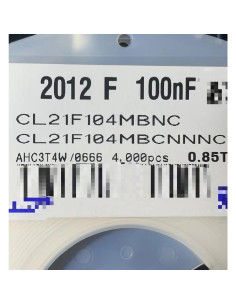 2012 F 100nF
CL21F104MBNC
CL21F104MBCNNNC
AHC3T4W/0666 4,000pcs 0.85T